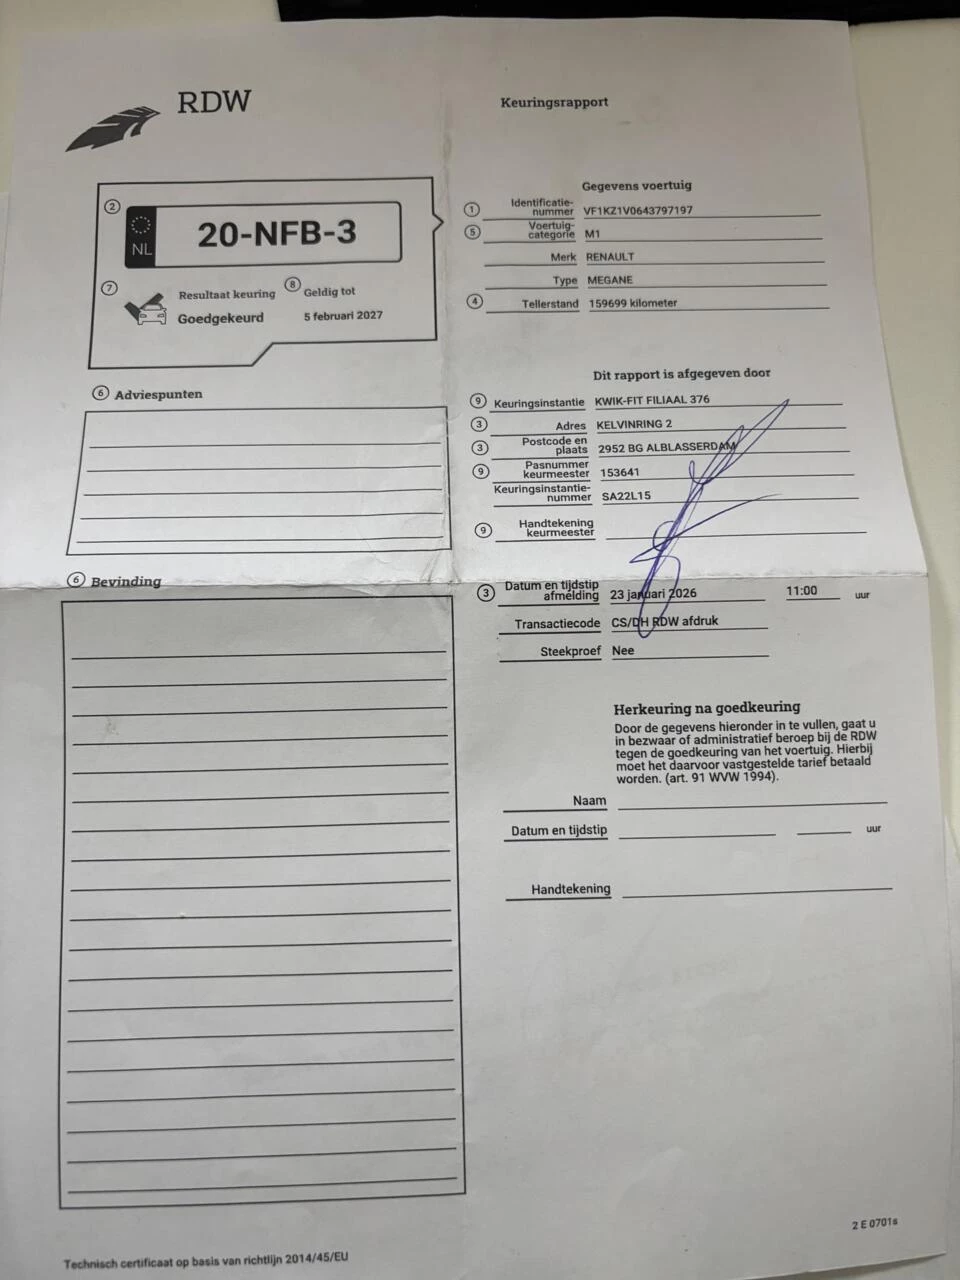 RDW
Keuringsrapport
2
NL
20-NFB-3
7
Resultaat keuring
Goedgekeurd
8
Geldig tot
5 februari 2027
6 Adviespunten
6 Bevinding
Gegevens voertuig
1 Identificatie-
nummer VF1KZ1V0643797197
5 Voertuig-
categorie M1
Merk RENAULT
Type MEGANE
4 Tellerstand 159699 kilometer
Dit rapport is afgegeven door
9 Keuringsinstantie KWIK-FIT FILIAAL 376
3 Adres KELVINRING 2
3 Postcode en
plaats 2952 BG ALBLASSERDAM
9 Pasnummer
keurmeester 153641
Keuringsinstantie-
nummer SA22L15
9 Handtekening
keurmeester
3 Datum en tijdstip
afmelding 23 januari 2026 11:00 uur
Transactiecode CS/DH RDW afdruk
Steekproef Nee
Herkeuring na goedkeuring
Door de gegevens hieronder in te vullen, gaat u
in bezwaar of administratief beroep bij de RDW
tegen de goedkeuring van het voertuig. Hierbij
moet het daarvoor vastgestelde tarief betaald
worden. (art. 91 WVW 1994).
Naam
Datum en tijdstip uur
Handtekening
2 E 0701s
Technisch certificaat op basis van richtlijn 2014/45/EU